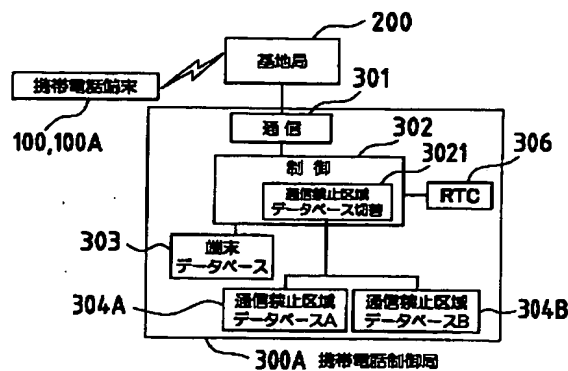 200
基地局
携帯電話端末
100,100A
301
通信
302
制御
3021
306
通信禁止区域
データベース切替
RTC
303
端末
データベース
304A
通信禁止区域
データベースA
通信禁止区域
データベースB
304B
300A 携帯電話制御局